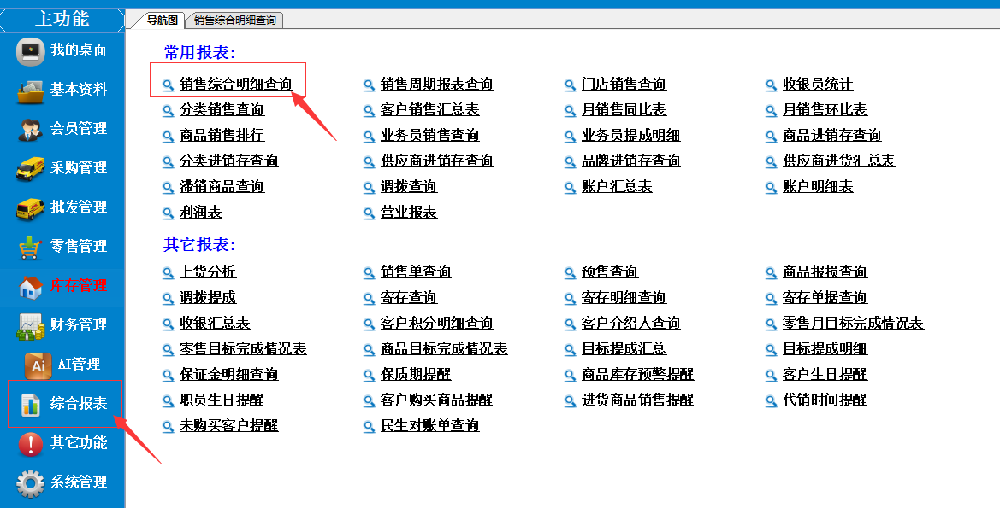 主功能
我的桌面
基本资料
会员管理
采购管理
批发管理
零售管理
库存管理
财务管理
Ai AI管理
综合报表
其它功能
系统管理
导航图 销售综合明细查询
常用报表:
销售综合明细查询 销售周期报表查询 门店销售查询 收银员统计
分类销售查询 客户销售汇总表 月销售同比表 月销售环比表
商品销售排行 业务员销售查询 业务员提成明细 商品进销存查询
分类进销存查询 供应商进销存查询 品牌进销存查询 供应商进货汇总表
滞销商品查询 调拨查询 账户汇总表 账户明细表
利润表 营业报表
其它报表:
上货分析 销售单查询 预售查询 商品报损查询
调拨提成 寄存查询 寄存明细查询 寄存单据查询
收银汇总表 客户积分明细查询 客户介绍人查询 零售月目标完成情况表
零售目标完成情况表 商品目标完成情况表 目标提成汇总 目标提成明细
保证金明细查询 保质期提醒 商品库存预警提醒 客户生日提醒
职员生日提醒 客户购买商品提醒 进货商品销售提醒 代销时间提醒
未购买客户提醒 民生对账单查询